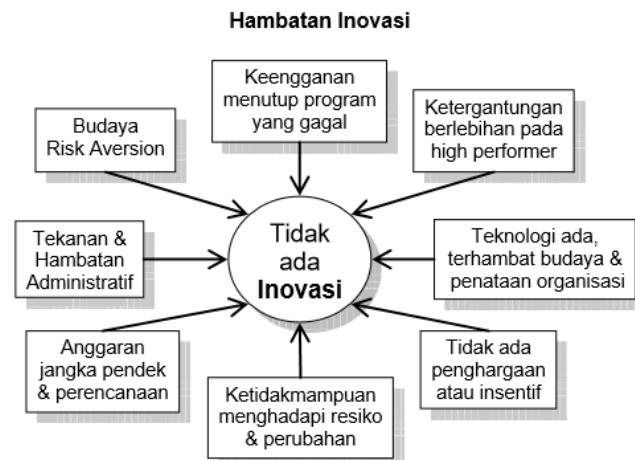 Hambatan Inovasi
Keengganan
menutup program
yang gagal
Budaya
Risk Aversion
Ketergantungan
berlebihan pada
high performer
Tekanan &
Hambatan
Administratif
Tidak
ada
Inovasi
Teknologi ada,
terhambat budaya &
penataan organisasi
Anggaran
jangka pendek
& perencanaan
Ketidakmampuan
menghadapi resiko
& perubahan
Tidak ada
penghargaan
atau insentif